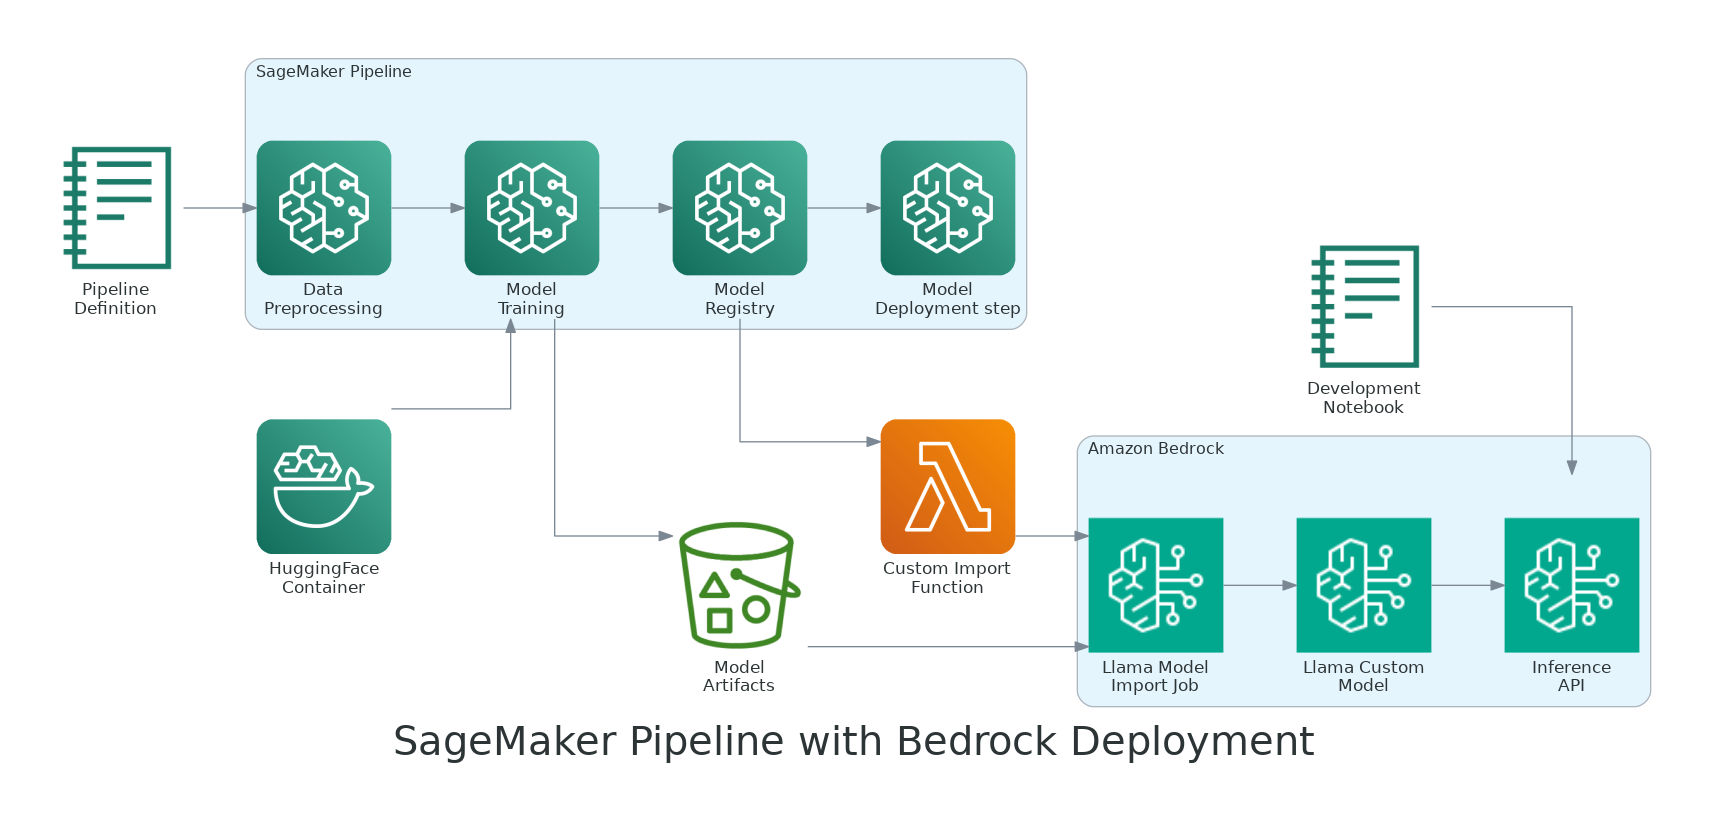 SageMaker Pipeline
Pipeline
Definition
Data
Preprocessing
Model
Training
Model
Registry
Model
Deployment step
Development
Notebook
HuggingFace
Container
Custom Import
Function
Model
Artifacts
Amazon Bedrock
Llama Model
Import Job
Llama Custom
Model
Inference
API
SageMaker Pipeline with Bedrock Deployment